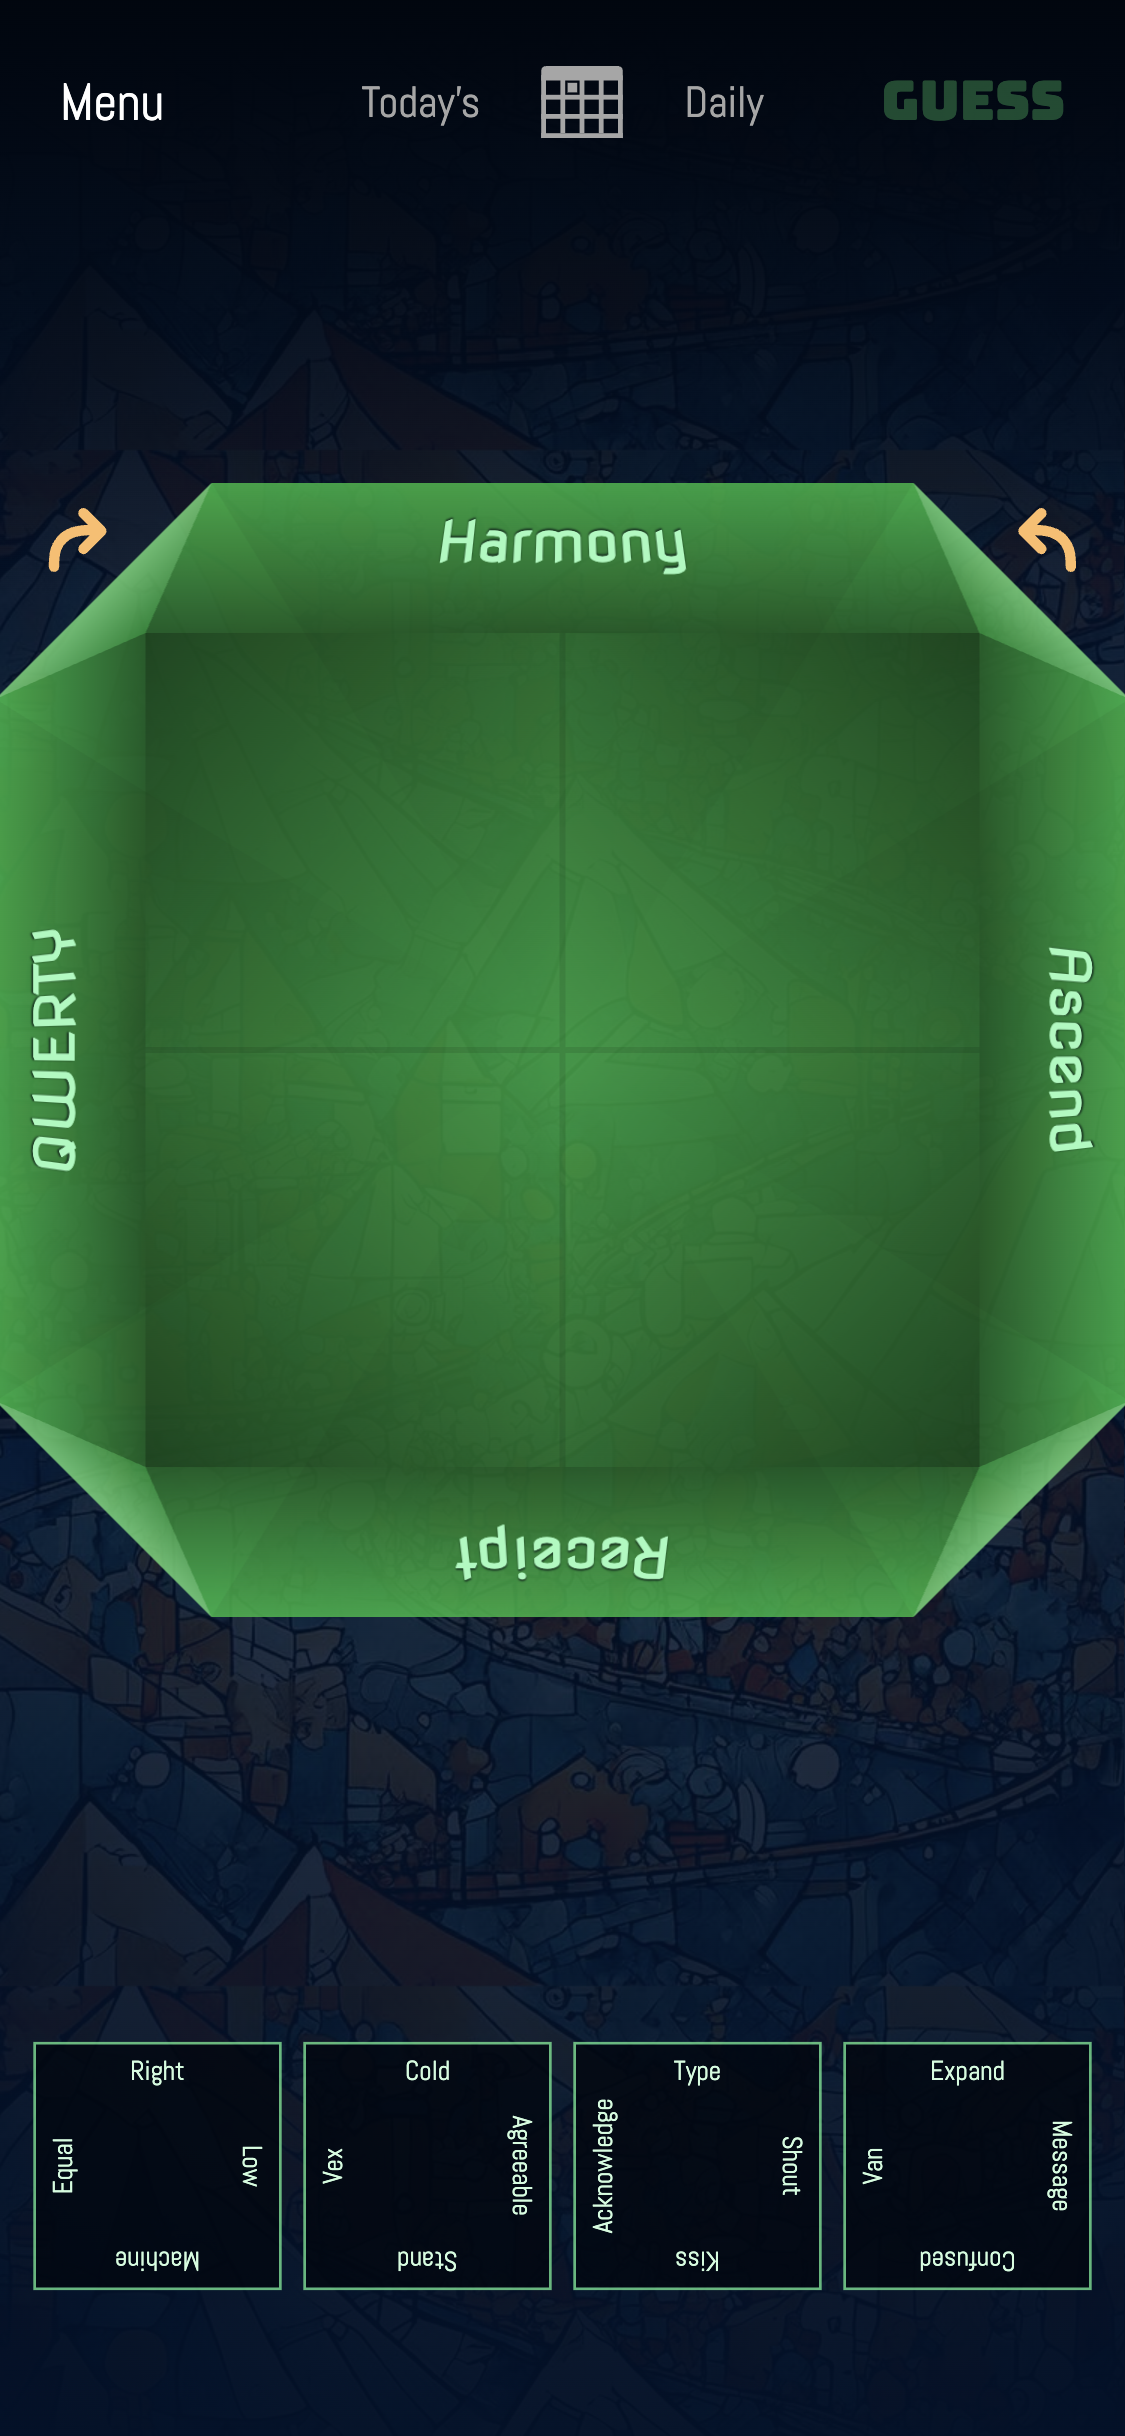 Menu
Today's
Daily
GUESS
Harmony
QWERTY
Ascend
Receipt
Right
Equal
Low
Machine
Cold
Vex
Agreeable
Stand
Type
Acknowledge
Shout
Kiss
Expand
Van
Message
Confused